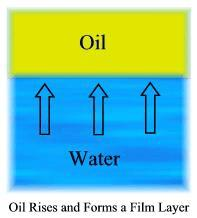 Oil
Water
Oil Rises and Forms a Film Layer